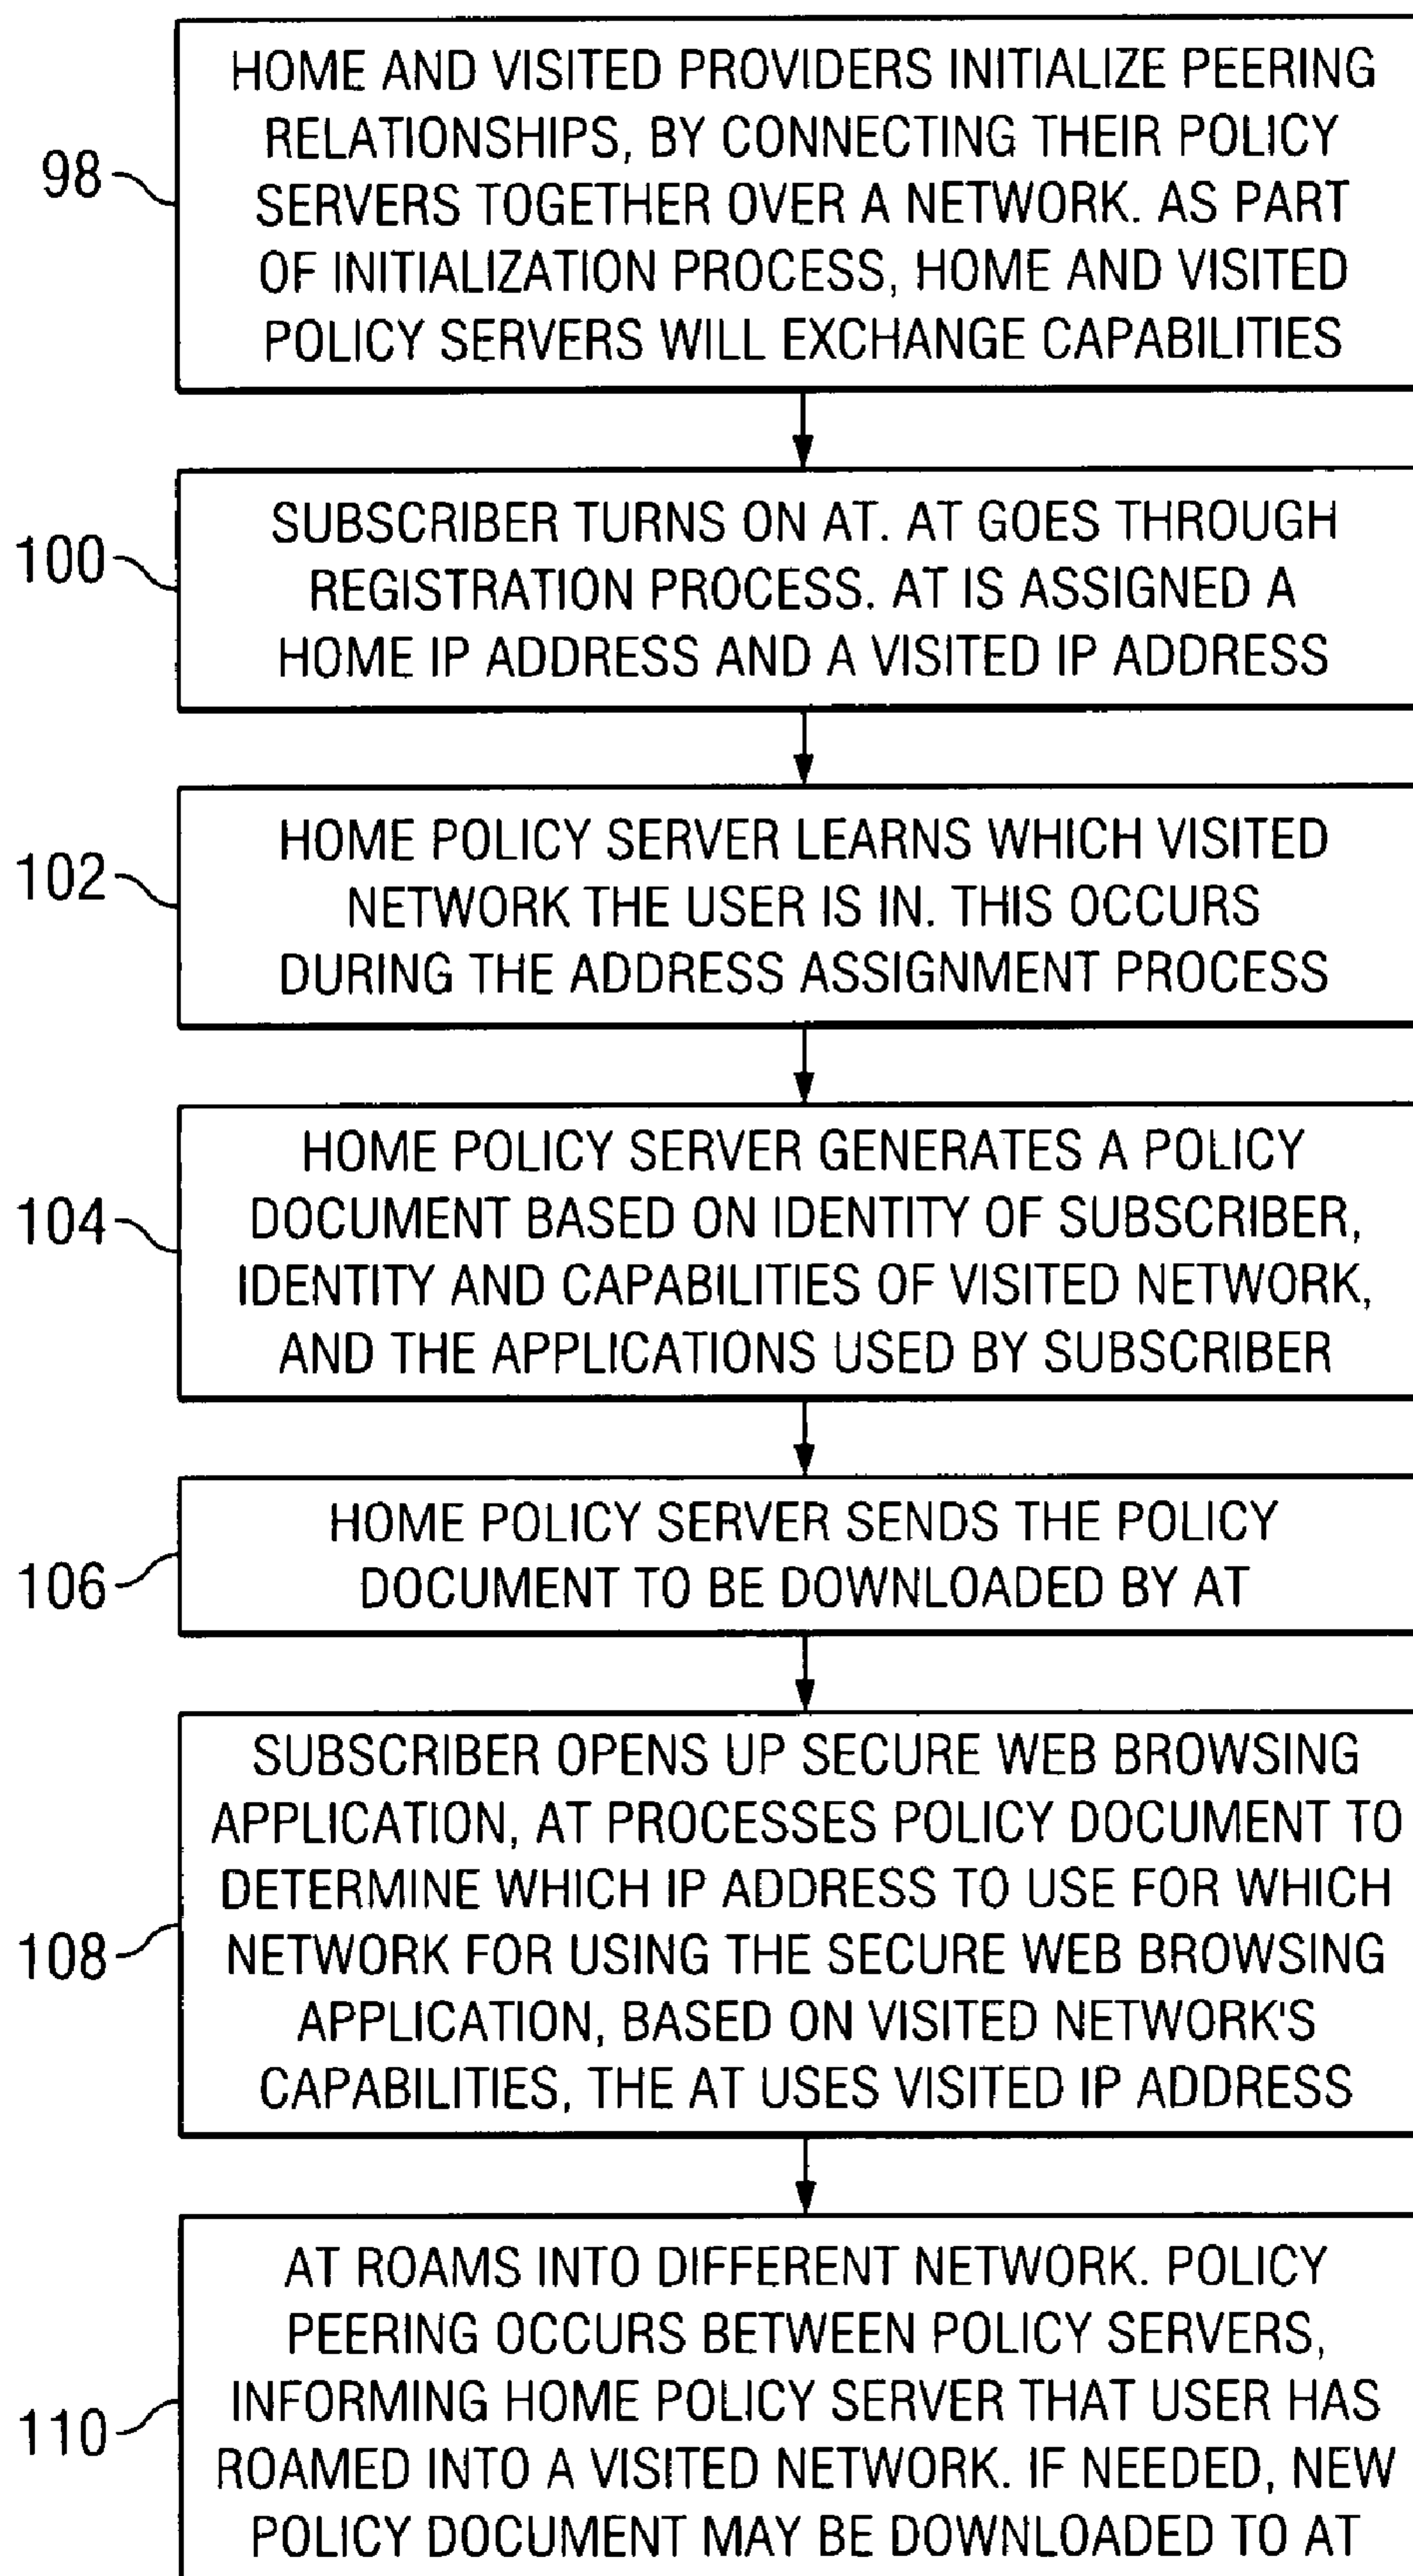 HOME AND VISITED PROVIDERS INITIALIZE PEERING
RELATIONSHIPS, BY CONNECTING THEIR POLICY
SERVERS TOGETHER OVER A NETWORK. AS PART
OF INITIALIZATION PROCESS, HOME AND VISITED
POLICY SERVERS WILL EXCHANGE CAPABILITIES
98
SUBSCRIBER TURNS ON AT. AT GOES THROUGH
REGISTRATION PROCESS. AT IS ASSIGNED A
HOME IP ADDRESS AND A VISITED IP ADDRESS
100
HOME POLICY SERVER LEARNS WHICH VISITED
NETWORK THE USER IS IN. THIS OCCURS
DURING THE ADDRESS ASSIGNMENT PROCESS
102
HOME POLICY SERVER GENERATES A POLICY
DOCUMENT BASED ON IDENTITY OF SUBSCRIBER,
IDENTITY AND CAPABILITIES OF VISITED NETWORK,
AND THE APPLICATIONS USED BY SUBSCRIBER
104
HOME POLICY SERVER SENDS THE POLICY
DOCUMENT TO BE DOWNLOADED BY AT
106
SUBSCRIBER OPENS UP SECURE WEB BROWSING
APPLICATION, AT PROCESSES POLICY DOCUMENT TO
DETERMINE WHICH IP ADDRESS TO USE FOR WHICH
NETWORK FOR USING THE SECURE WEB BROWSING
APPLICATION, BASED ON VISITED NETWORK'S
CAPABILITIES, THE AT USES VISITED IP ADDRESS
108
AT ROAMS INTO DIFFERENT NETWORK. POLICY
PEERING OCCURS BETWEEN POLICY SERVERS,
INFORMING HOME POLICY SERVER THAT USER HAS
ROAMED INTO A VISITED NETWORK. IF NEEDED, NEW
POLICY DOCUMENT MAY BE DOWNLOADED TO AT
110